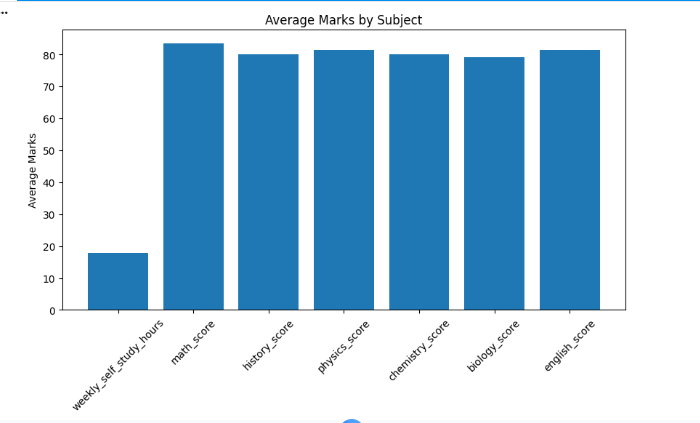 ...
Average Marks by Subject
Average Marks
80
70
60
50
40
30
20
10
0
weekly_self_study_hours
math_score
history_score
physics_score
chemistry_score
biology_score
english_score